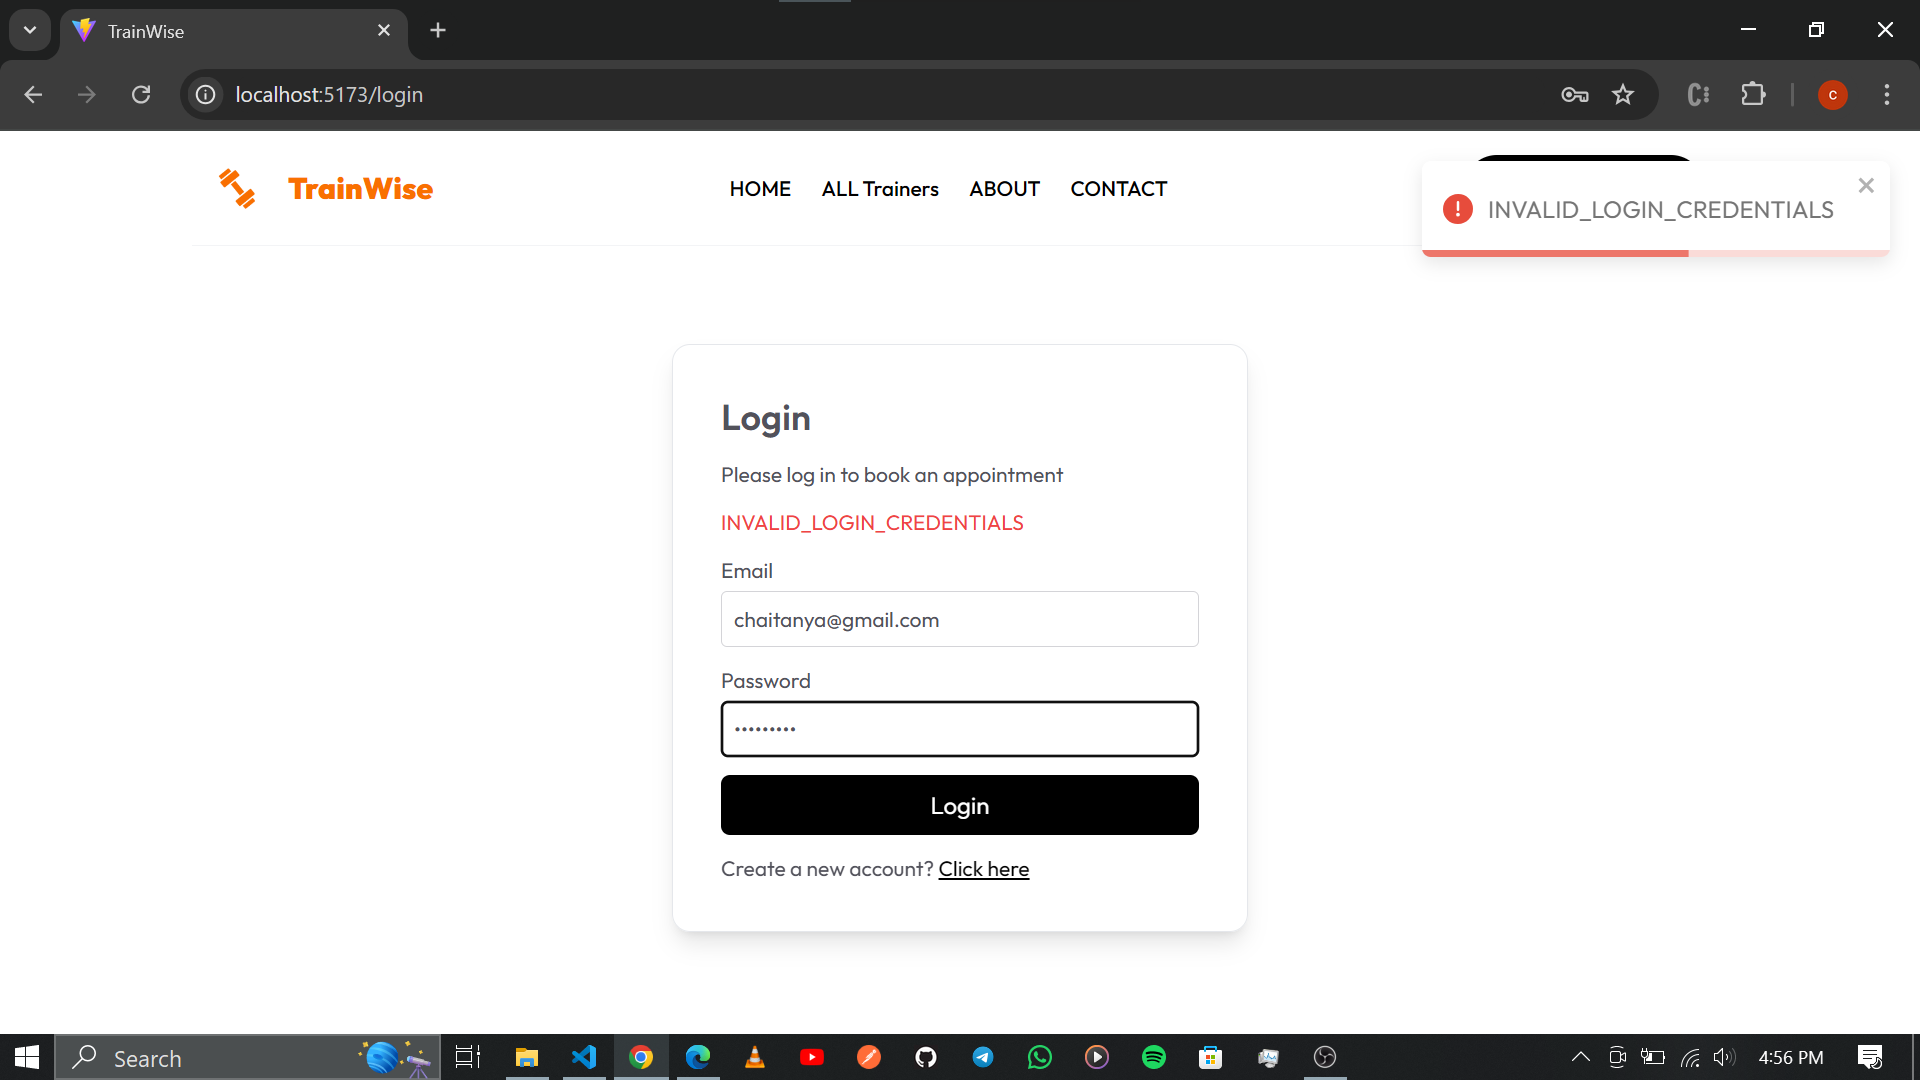 TrainWise
localhost:5173/login
C
TrainWise
HOME ALL Trainers ABOUT CONTACT
INVALID_LOGIN_CREDENTIALS
Login
Please log in to book an appointment
INVALID_LOGIN_CREDENTIALS
Email
chaitanya@gmail.com
Password
Login
Create a new account? Click here
Search
4:56 PM